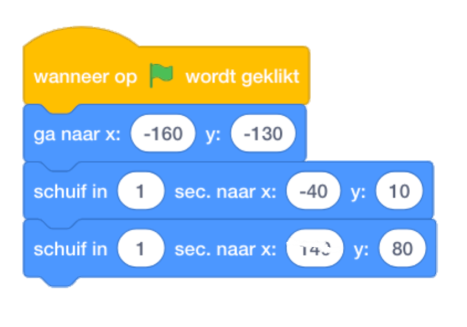 wanneer op wordt geklikt
ga naar x: -160 y: -130
schuif in 1 sec. naar x: -40 y: 10
schuif in 1 sec. naar x: y: 80